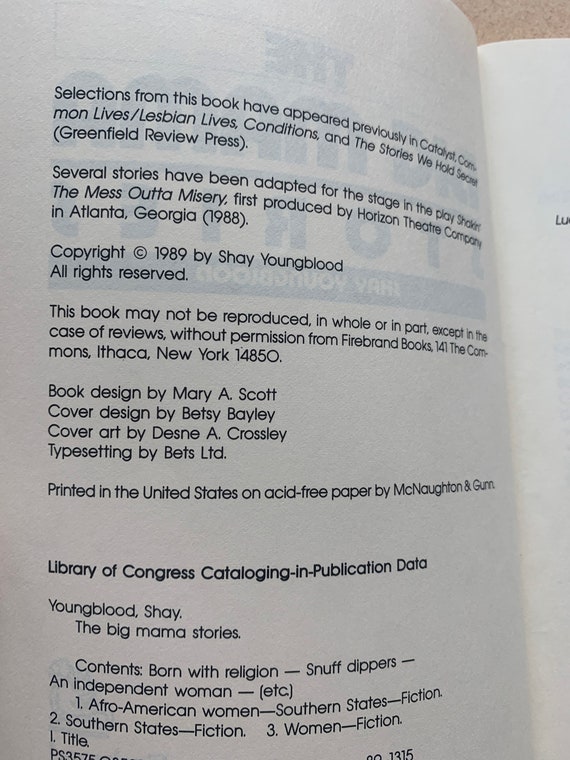 Selections from this book have appeared previously in Catalyst, Com-
mon Lives/Lesbian Lives, Conditions, and The Stories We Hold Secret
(Greenfield Review Press).
Several stories have been adapted for the stage in the play Shakin'
The Mess Outta Misery, first produced by Horizon Theatre Company
in Atlanta, Georgia (1988).
Copyright © 1989 by Shay Youngblood
All rights reserved.
This book may not be reproduced, in whole or in part, except in the
case of reviews, without permission from Firebrand Books, 141 The Com-
mons, Ithaca, New York 14850.
Book design by Mary A. Scott
Cover design by Betsy Bayley
Cover art by Desne A. Crossley
Typesetting by Bets Ltd.
Printed in the United States on acid-free paper by McNaughton & Gunn.
Library of Congress Cataloging-in-Publication Data
Youngblood, Shay.
The big mama stories.
Contents: Born with religion — Snuff dippers —
An independent woman — (etc.)
1. Afro-American women—Southern States—Fiction.
2. Southern States—Fiction. 3. Women—Fiction.
I. Title.